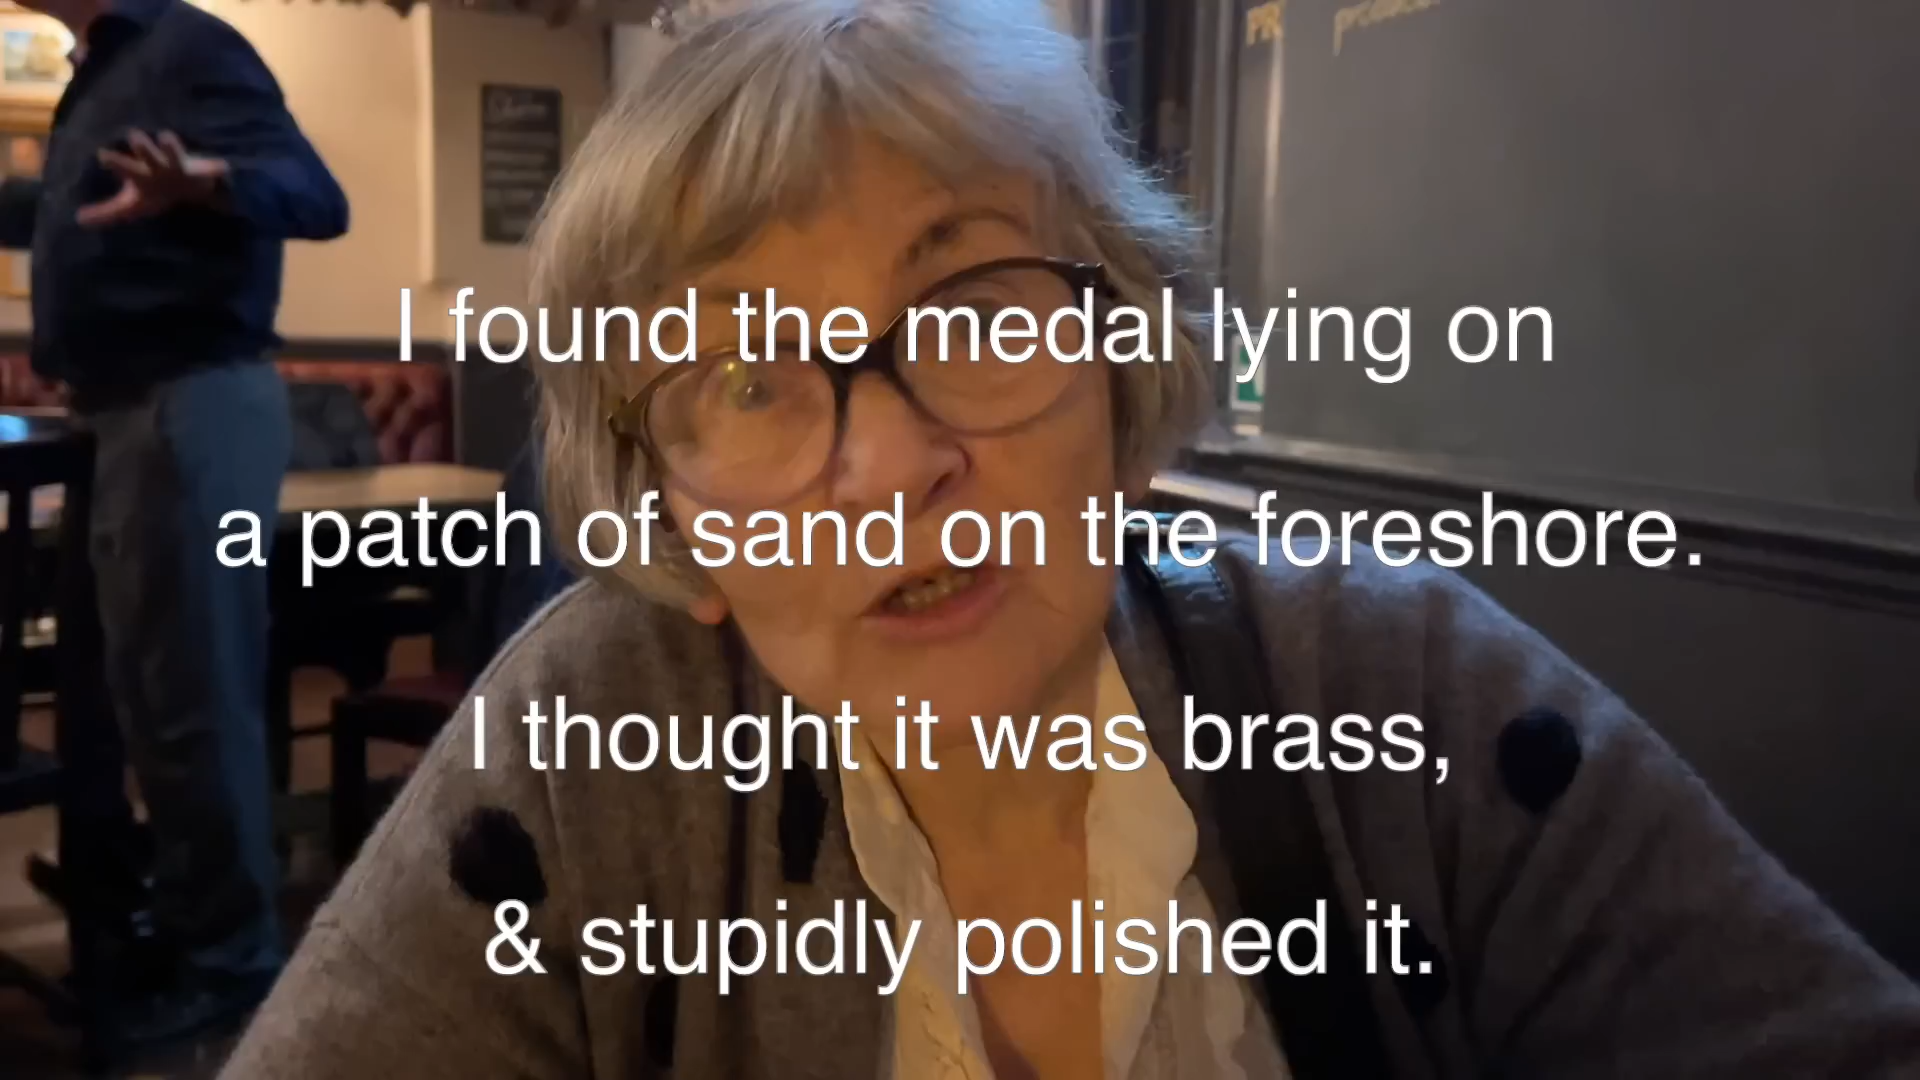 I found the medal lying on
a patch of sand on the foreshore.
I thought it was brass,
& stupidly polished it.